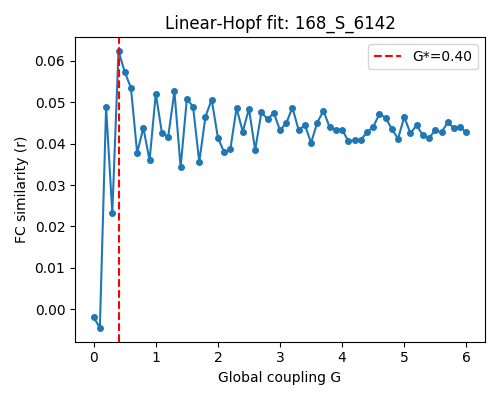 Linear-Hopf fit: 168_S_6142
G*=0.40
FC similarity (r)
0.06
0.05
0.04
0.03
0.02
0.01
0.00
0 1 2 3 4 5 6
Global coupling G